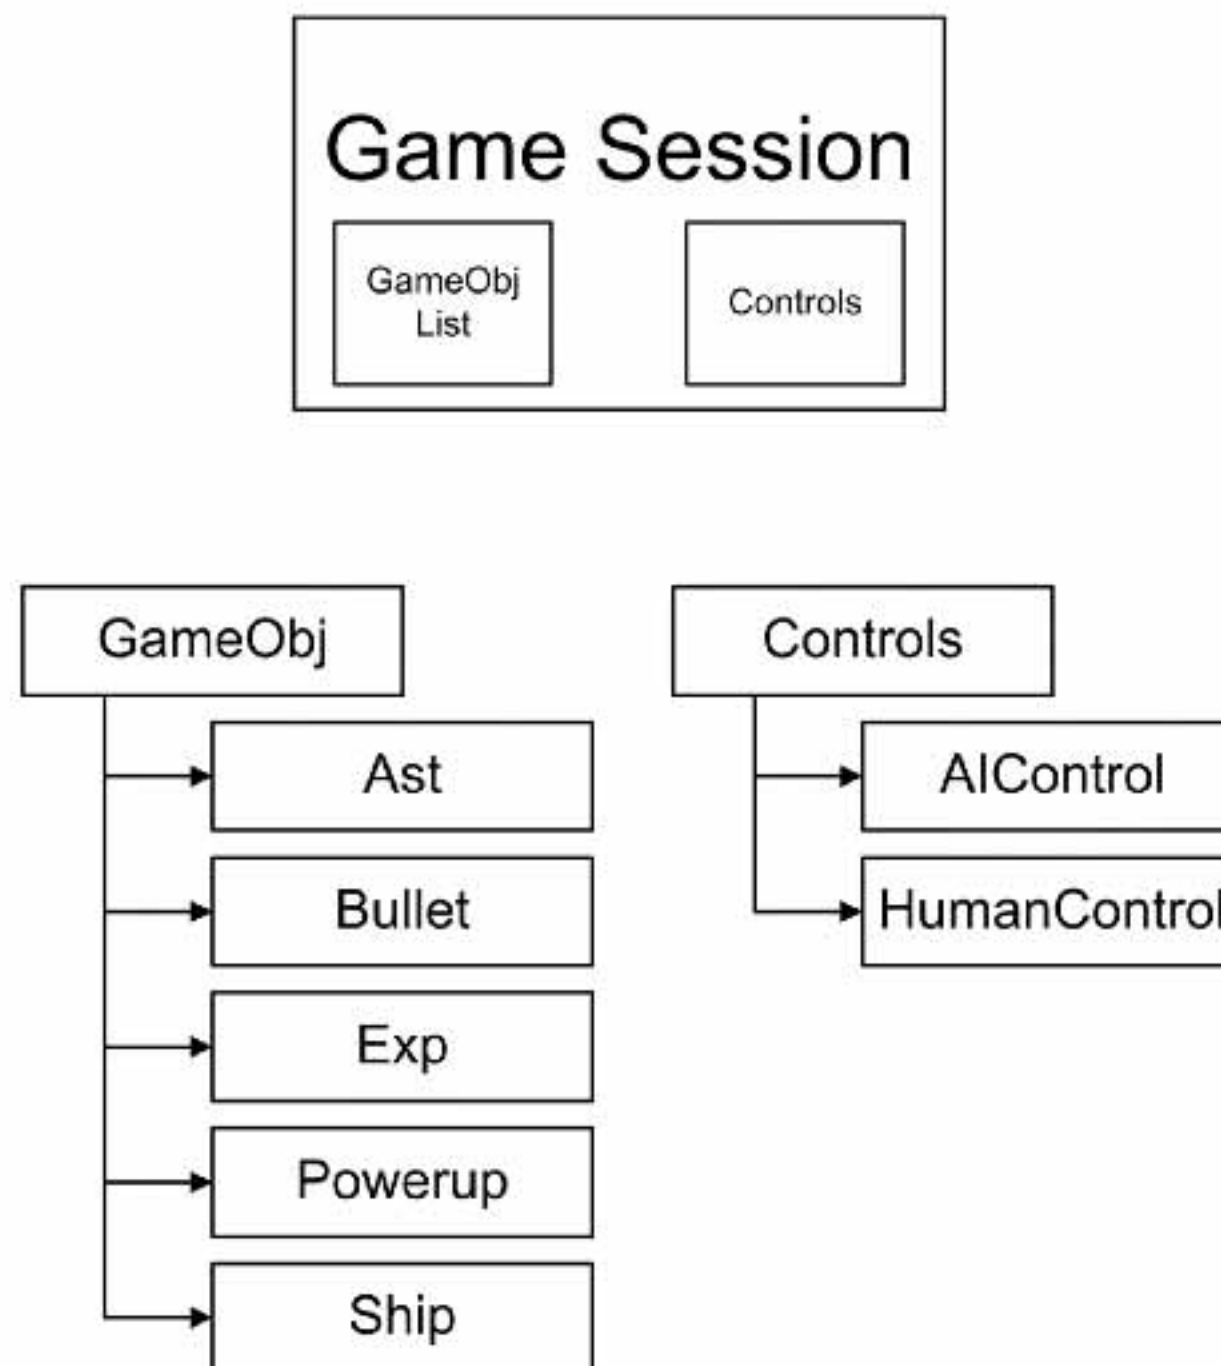 Game Session
GameObj
List
Controls
GameObj
Controls
Ast
AIControl
Bullet
HumanControl
Exp
Powerup
Ship